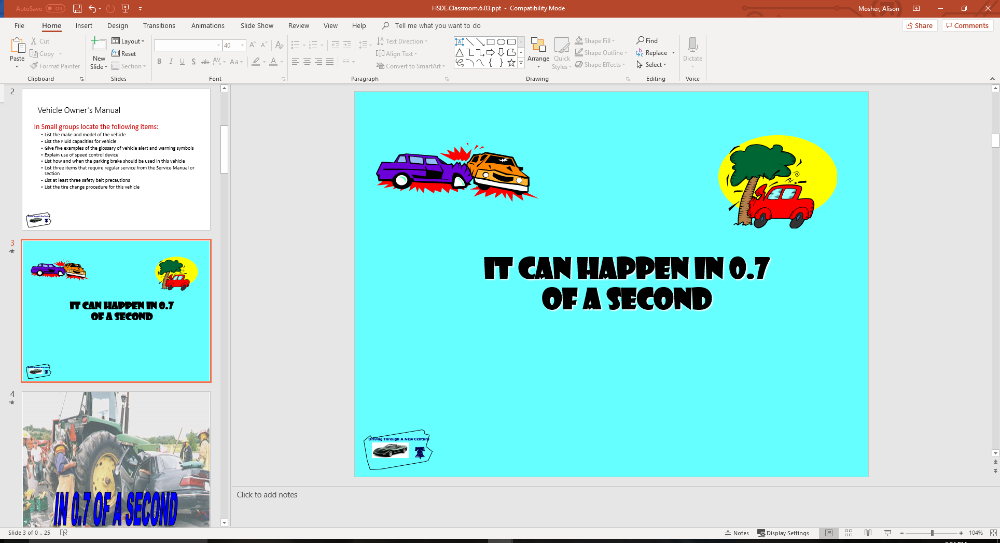 AutoSave Off
HSDE.Classroom.6.03.ppt - Compatibility Mode
Mosher, Alison
File Home Insert Design Transitions Animations Slide Show Review View Help Tell me what you want to do
Share Comments
Paste
Cut
Copy
Format Painter
Clipboard
New Slide
Layout
Reset
Section
Slides
40
B I U S ab AV Aa A
Font
Text Direction
Align Text
Convert to SmartArt
Paragraph
Arrange
Quick Styles
Shape Fill
Shape Outline
Shape Effects
Drawing
Find
Replace
Select
Editing
Dictate
Voice
2
Vehicle Owner’s Manual
In Small groups locate the following items:
• List the make and model of the vehicle
• List the Fluid capacities for vehicle
• Give five examples of the glossary of vehicle alert and warning symbols
• Explain use of speed control device
• List how and when the parking brake should be used in this vehicle
• List three items that require regular service from the Service Manual or
section
• List at least three safety belt precautions
• List the tire change procedure for this vehicle
3
IT CAN HAPPEN IN 0.7
OF A SECOND
4
IN 0.7 OF A SECOND
IT CAN HAPPEN IN 0.7
OF A SECOND
Driving Through A New Century
Click to add notes
Slide 3 of 0 .. 25
Notes Display Settings
104%